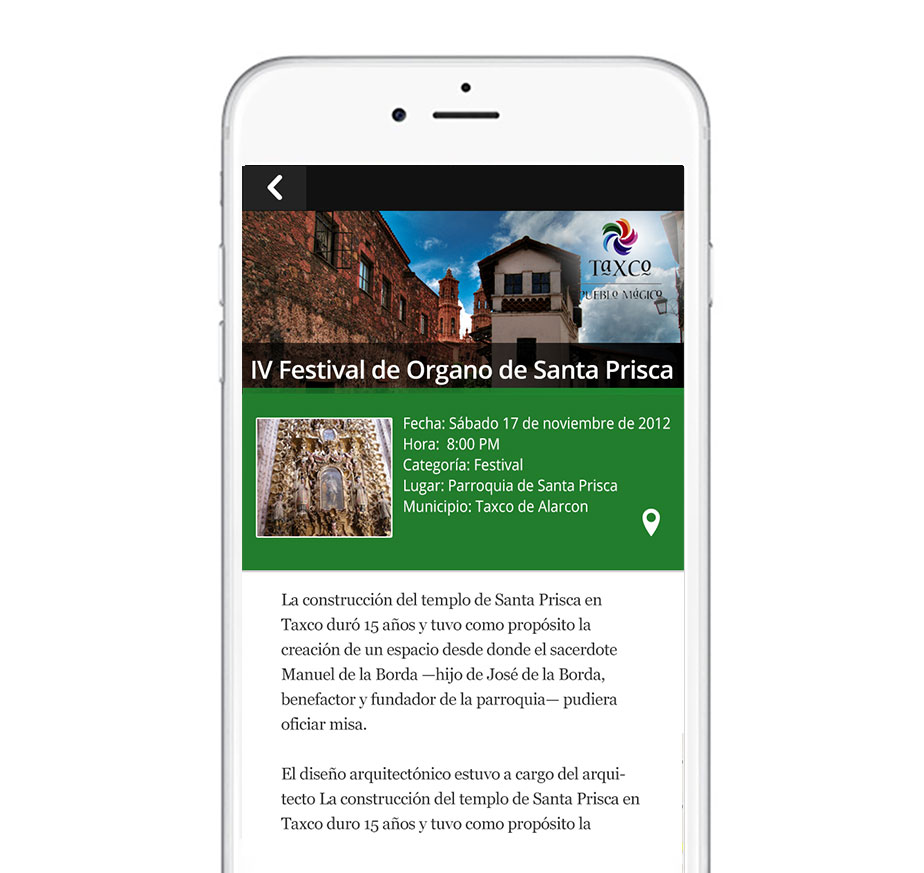 TaXCo
PUEBLO MáGICO
IV Festival de Organo de Santa Prisca
Fecha: Sábado 17 de noviembre de 2012
Hora: 8:00 PM
Categoría: Festival
Lugar: Parroquia de Santa Prisca
Municipio: Taxco de Alarcon
La construcción del templo de Santa Prisca en
Taxco duró 15 años y tuvo como propósito la
creación de un espacio desde donde el sacerdote
Manuel de la Borda —hijo de José de la Borda,
benefactor y fundador de la parroquia— pudiera
oficiar misa.
El diseño arquitectónico estuvo a cargo del arqui-
tecto La construcción del templo de Santa Prisca en
Taxco duro 15 años y tuvo como propósito la